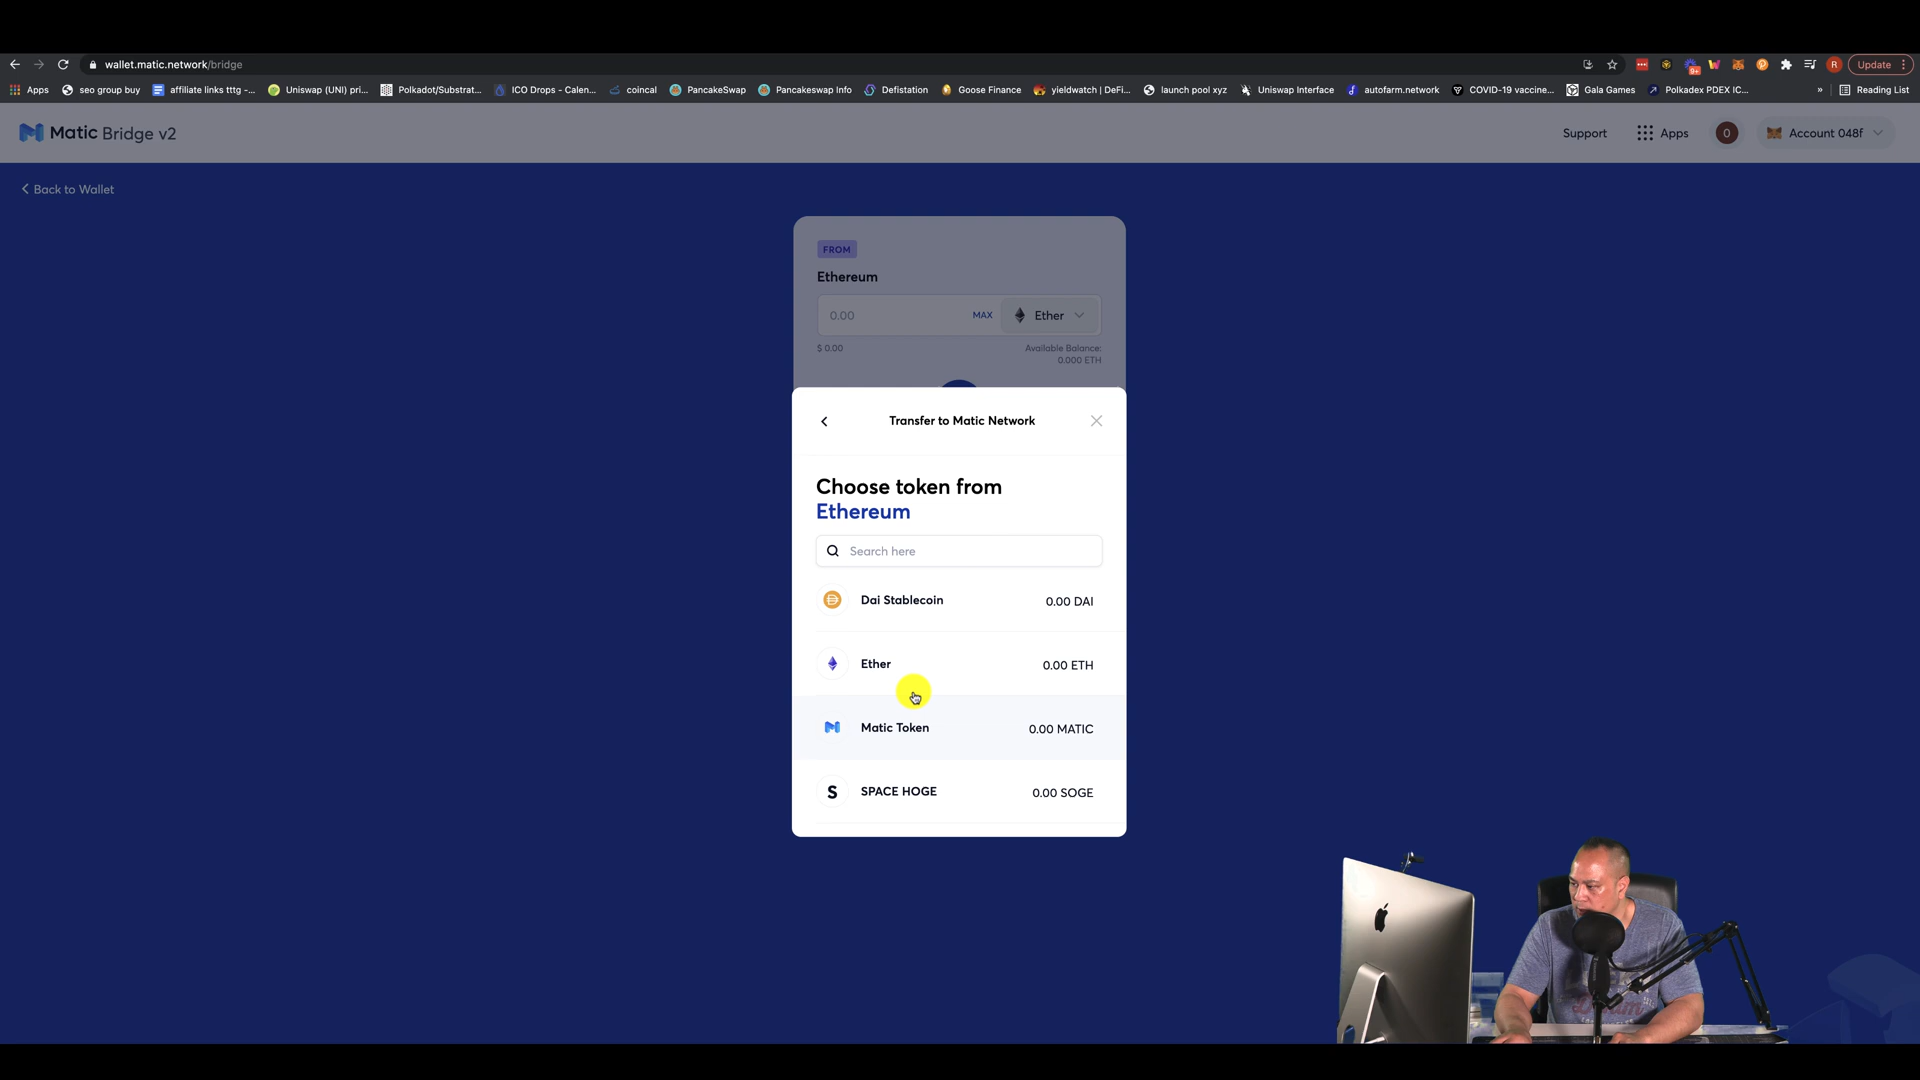 wallet.matic.network/bridge
9+
R
Update
Apps
seo group buy
affiliate links tttg -...
Uniswap (UNI) pri...
Polkadot/Substrat...
ICO Drops - Calen...
coincal
PancakeSwap
Pancakeswap Info
Defistation
Goose Finance
yieldwatch | DeFi...
launch pool xyz
Uniswap Interface
autofarm.network
COVID-19 vaccine...
Gala Games
Polkadex PDEX IC...
»
Reading List
Matic Bridge v2
Support
Apps
0
Account 048f
Back to Wallet
FROM
Ethereum
0.00
MAX
Ether
$ 0.00
Available Balance:
0.000 ETH
Transfer to Matic Network
Choose token from
Ethereum
Search here
Dai Stablecoin
0.00 DAI
Ether
0.00 ETH
Matic Token
0.00 MATIC
S
SPACE HOGE
0.00 SOGE